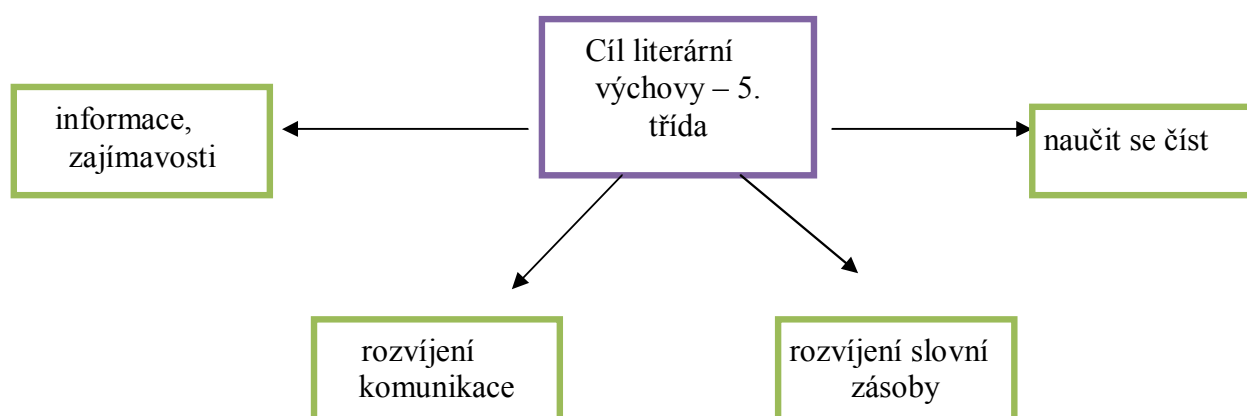 Cíl literární
výchovy – 5.
třída
informace,
zajímavosti
naučit se číst
rozvíjení
komunikace
rozvíjení slovní
zásoby